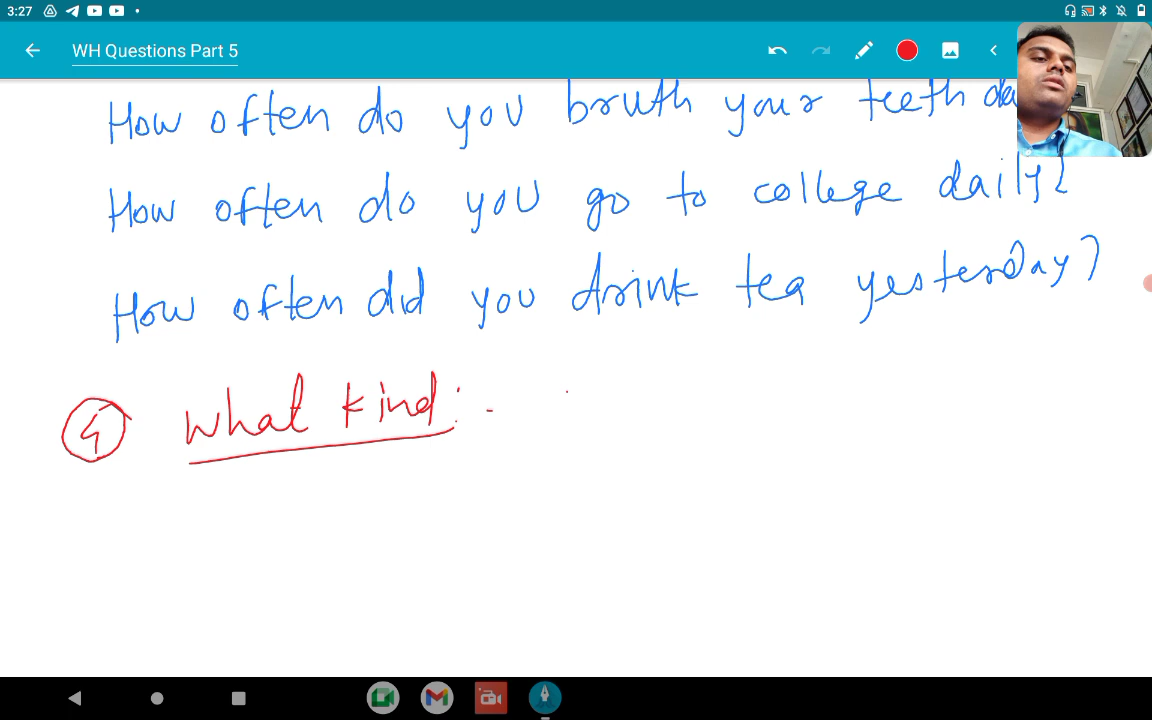 3:27
WH Questions Part 5
How often do you bruth your teeth da
How often do you go to college daily?
How often did you drink tea yesterday?
4 What kind: -